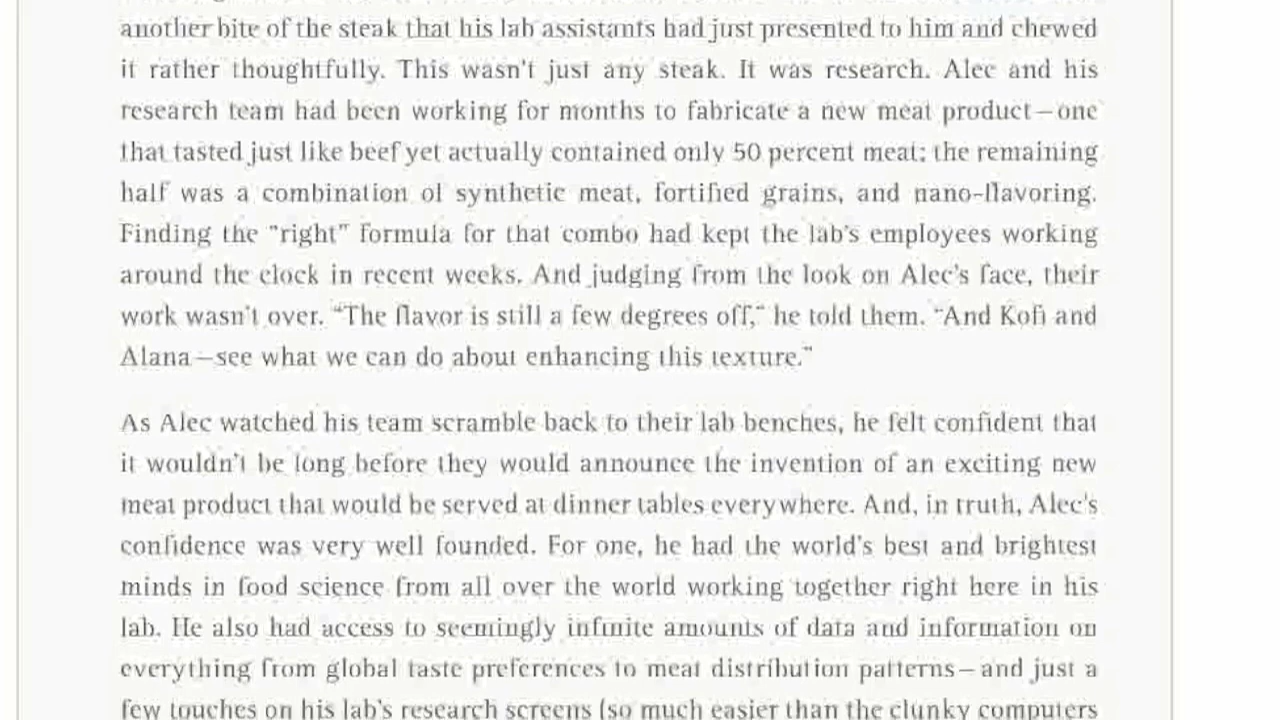 another bite of the steak that his lab assistants had just presented to him and chewed
it rather thoughtfully. This wasn't just any steak. It was research. Alec and his
research team had been working for months to fabricate a new meat product—one
that tasted just like beef yet actually contained only 50 percent meat; the remaining
half was a combination of synthetic meat, fortified grains, and nano-flavoring.
Finding the "right" formula for that combo had kept the lab's employees working
around the clock in recent weeks. And judging from the look on Alec's face, their
work wasn't over. "The flavor is still a few degrees off," he told them. "And Kofi and
Alana—see what we can do about enhancing this texture."
As Alec watched his team scramble back to their lab benches, he felt confident that
it wouldn't be long before they would announce the invention of an exciting new
meat product that would be served at dinner tables everywhere. And, in truth, Alec's
confidence was very well founded. For one, he had the world's best and brightest
minds in food science from all over the world working together right here in his
lab. He also had access to seemingly infinite amounts of data and information on
everything from global taste preferences to meat distribution patterns—and just a
few touches on his lab's research screens (so much easier than the clunky computers